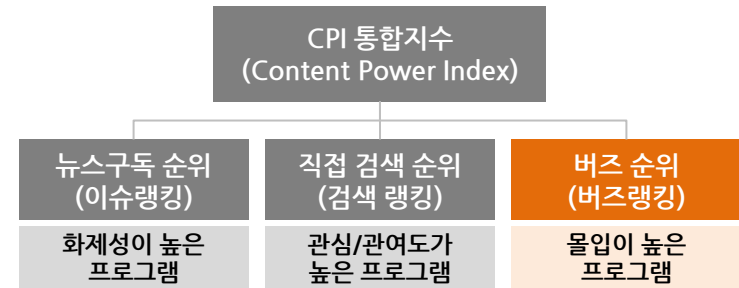 CPI 통합지수
(Content Power Index)
뉴스구독 순위
(이슈랭킹)
화제성이 높은
프로그램
직접 검색 순위
(검색 랭킹)
관심/관여도가
높은 프로그램
버즈 순위
(버즈랭킹)
몰입이 높은
프로그램